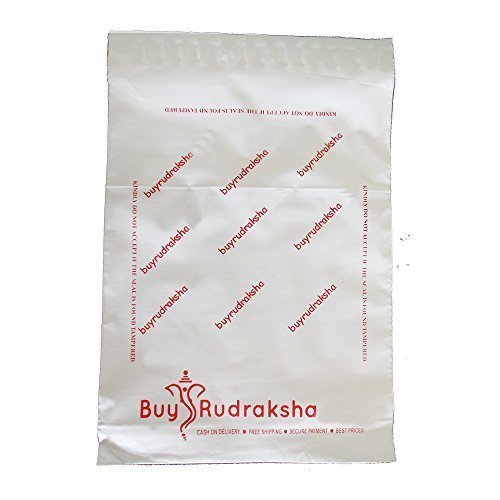 KINDLY DO NOT ACCEPT IF THE SEAL IS FOUND TAMPERED
buyrudraksha buyrudraksha buyrudraksha
buyrudraksha buyrudraksha buyrudraksha
buyrudraksha buyrudraksha buyrudraksha
KINDLY DO NOT ACCEPT IF THE SEAL IS FOUND TAMPERED
KINDLY DO NOT ACCEPT IF THE SEAL IS FOUND TAMPERED
Buy Rudraksha
CASH ON DELIVERY ● FREE SHIPPING ● SECURE PAYMENT ● BEST PRICES